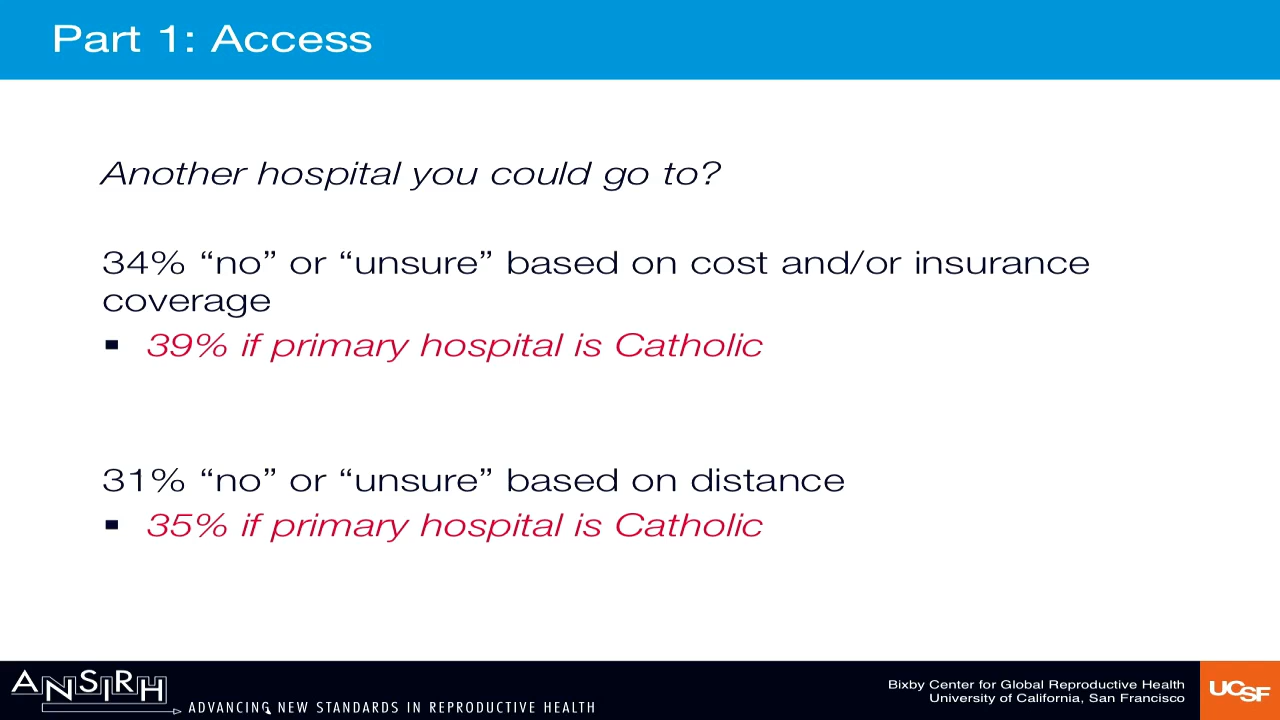 Part 1: Access
Another hospital you could go to?
34% “no” or “unsure” based on cost and/or insurance
coverage
▪ 39% if primary hospital is Catholic
31% “no” or “unsure” based on distance
▪ 35% if primary hospital is Catholic
ANSIRH
ADVANCING NEW STANDARDS IN REPRODUCTIVE HEALTH
Bixby Center for Global Reproductive Health
University of California, San Francisco
UCSF